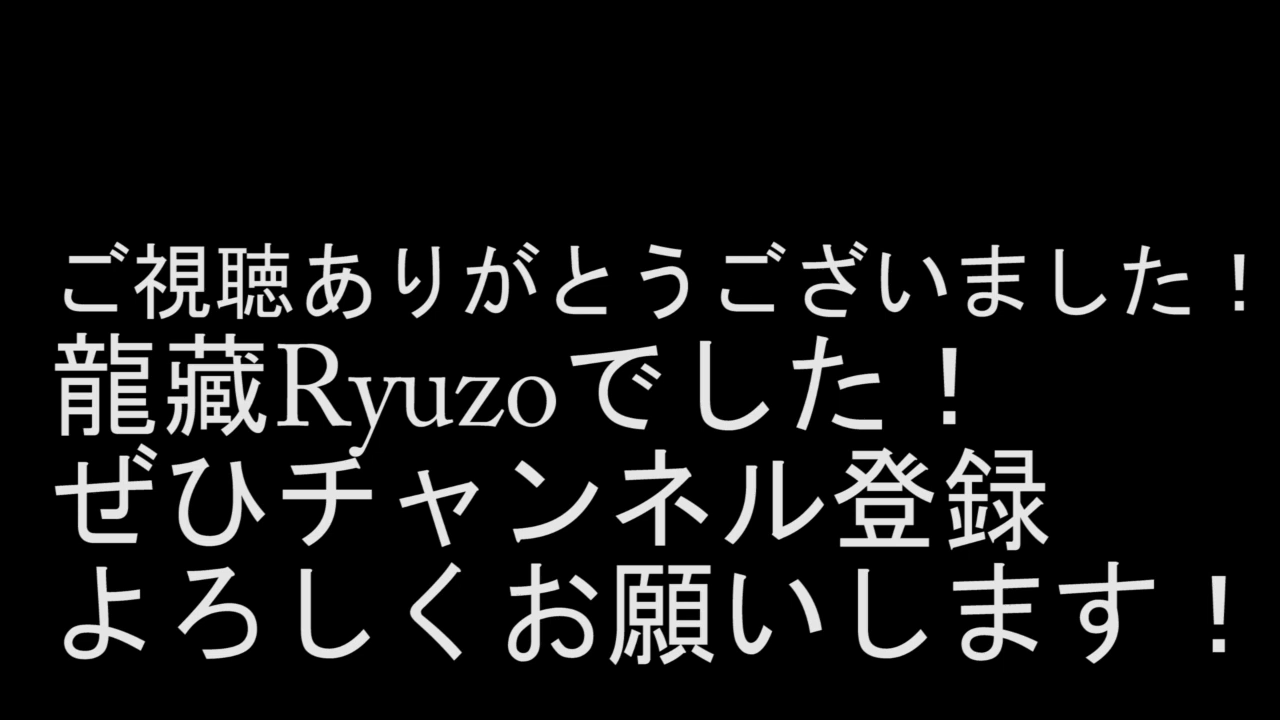 ご視聴ありがとうございました！
龍藏Ryuzoでした！
ぜひチャンネル登録
よろしくお願いします！